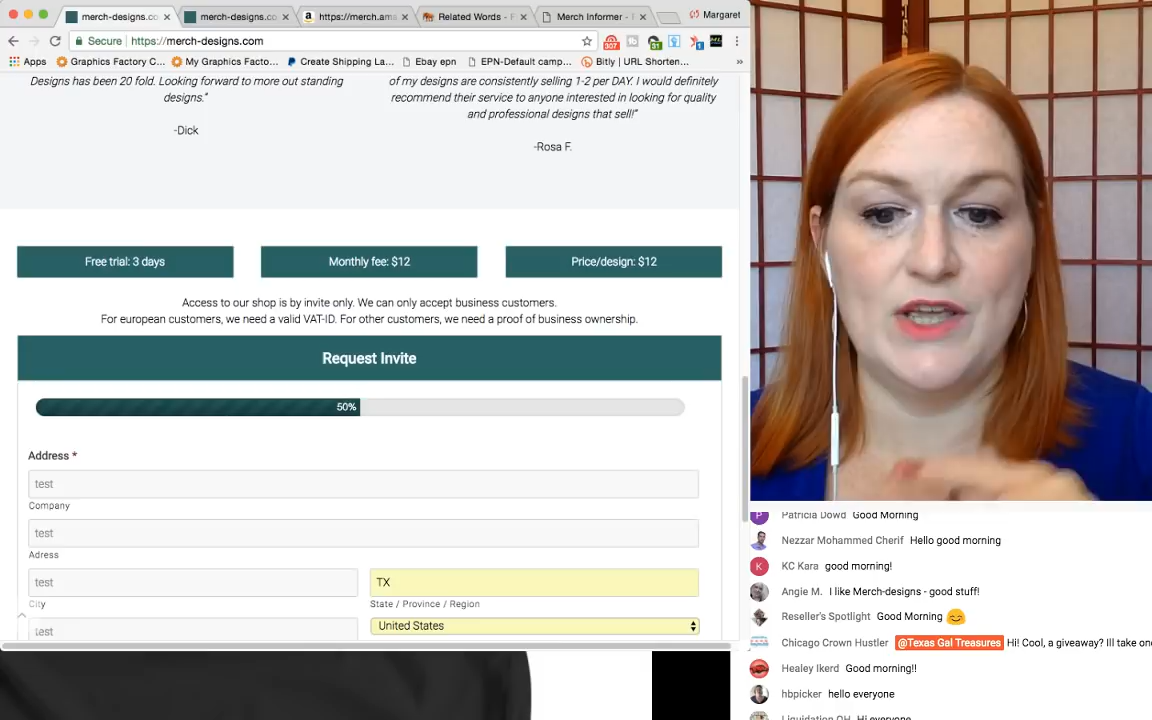 merch-designs.co
merch-designs.co
https://merch.am
Related Words - F
Merch Informer - F
Margaret
Secure https://merch-designs.com
307
31
1
Apps Graphics Factory C... My Graphics Facto... Create Shipping La... Ebay epn EPN-Default camp... Bitly | URL Shorten... »
Designs has been 20 fold. Looking forward to more out standing
designs."
-Dick
of my designs are consistently selling 1-2 per DAY. I would definitely
recommend their service to anyone interested in looking for quality
and professional designs that sell!"
-Rosa F.
Free trial: 3 days
Monthly fee: $12
Price/design: $12
Access to our shop is by invite only. We can only accept business customers.
For european customers, we need a valid VAT-ID. For other customers, we need a proof of business ownership.
Request Invite
50%
Address *
test
Company
test
Adress
test
TX
City
State / Province / Region
test
United States
Patricia Dowd Good Morning
Nezzar Mohammed Cherif Hello good morning
K KC Kara good morning!
Angie M. I like Merch-designs - good stuff!
Reseller's Spotlight Good Morning
Chicago Crown Hustler @Texas Gal Treasures Hi! Cool, a giveaway? Ill take one
Healey Ikerd Good morning!!
hbpicker hello everyone
Liquidation OH Hi everyone